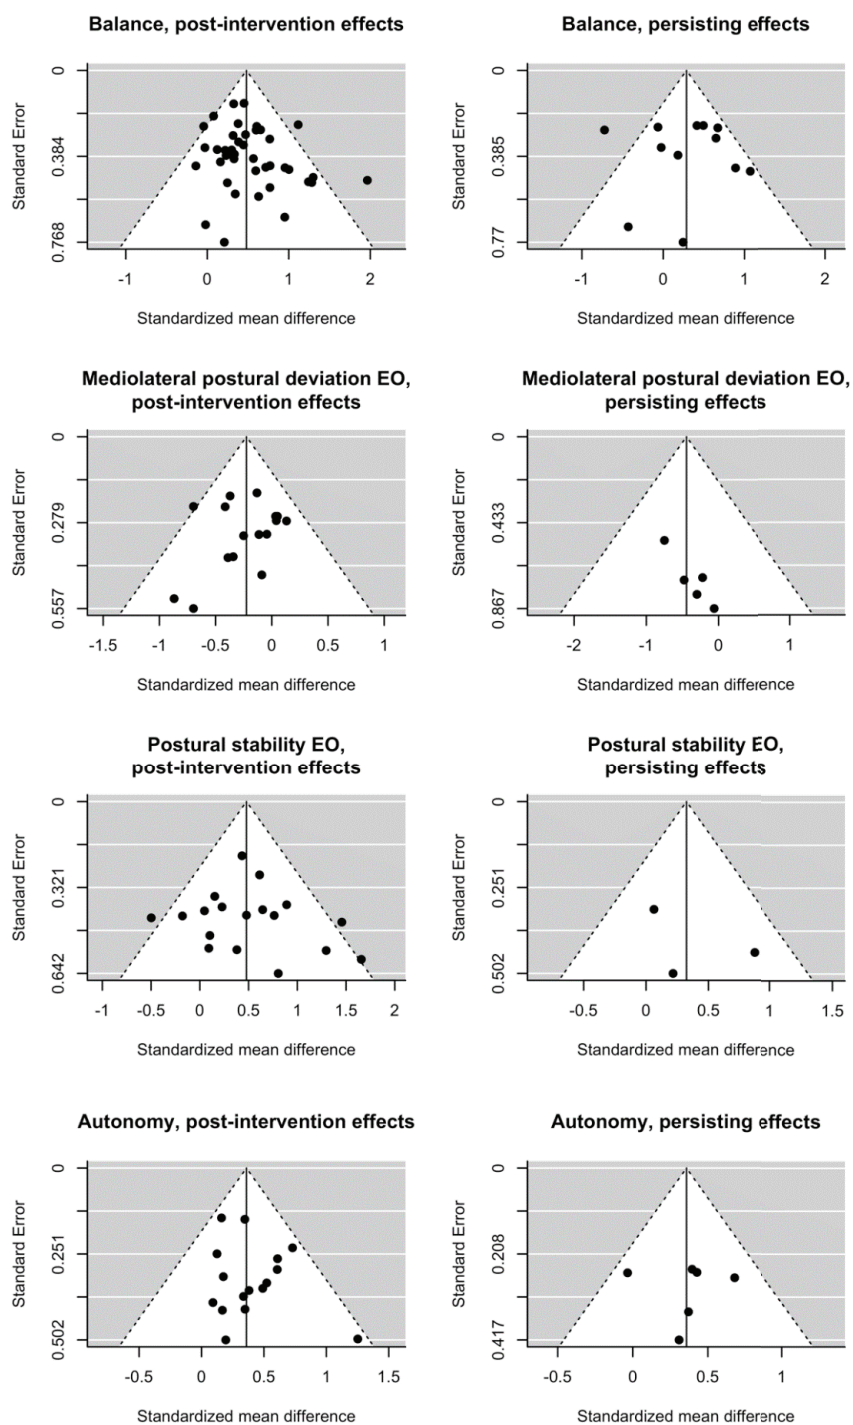 Balance, post-intervention effects
Standard Error
0
0.384
0.768
-1 0 1 2
Standardized mean difference
Balance, persisting effects
Standard Error
0
0.385
0.77
-1 0 1 2
Standardized mean difference
Mediolateral postural deviation EO,
post-intervention effects
Standard Error
0
0.279
0.557
-1.5 -1 -0.5 0 0.5 1
Standardized mean difference
Mediolateral postural deviation EO,
persisting effects
Standard Error
0
0.433
0.867
-2 -1 0 1
Standardized mean difference
Postural stability EO,
post-intervention effects
Standard Error
0
0.321
0.642
-1 -0.5 0 0.5 1 1.5 2
Standardized mean difference
Postural stability EO,
persisting effects
Standard Error
0
0.251
0.502
-0.5 0 0.5 1 1.5
Standardized mean difference
Autonomy, post-intervention effects
Standard Error
0
0.251
0.502
-0.5 0 0.5 1 1.5
Standardized mean difference
Autonomy, persisting effects
Standard Error
0
0.208
0.417
-0.5 0 0.5 1
Standardized mean difference